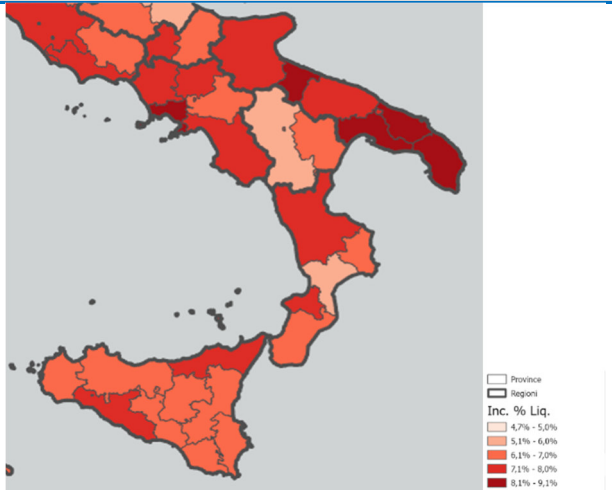 Province
Regioni
Inc. % Liq.
4,7% - 5,0%
5,1% - 6,0%
6,1% - 7,0%
7,1% - 8,0%
8,1% - 9,1%